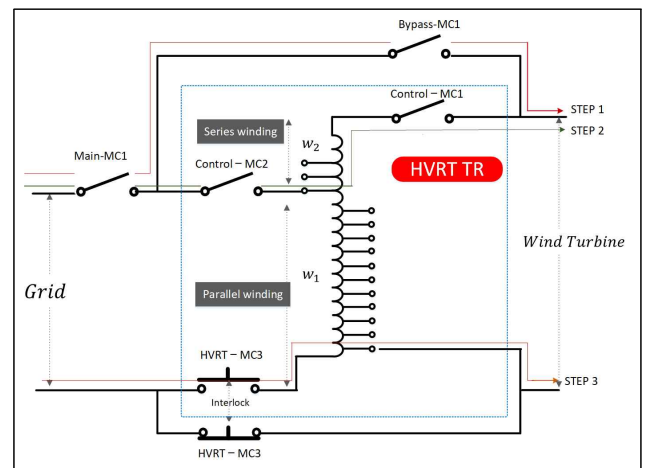 Bypass-MC1
Control – MC1
STEP 1
STEP 2
Series winding
w2
Main-MC1
Control – MC2
HVRT TR
Wind Turbine
Grid
w1
Parallel winding
HVRT – MC3
STEP 3
Interlock
HVRT – MC3